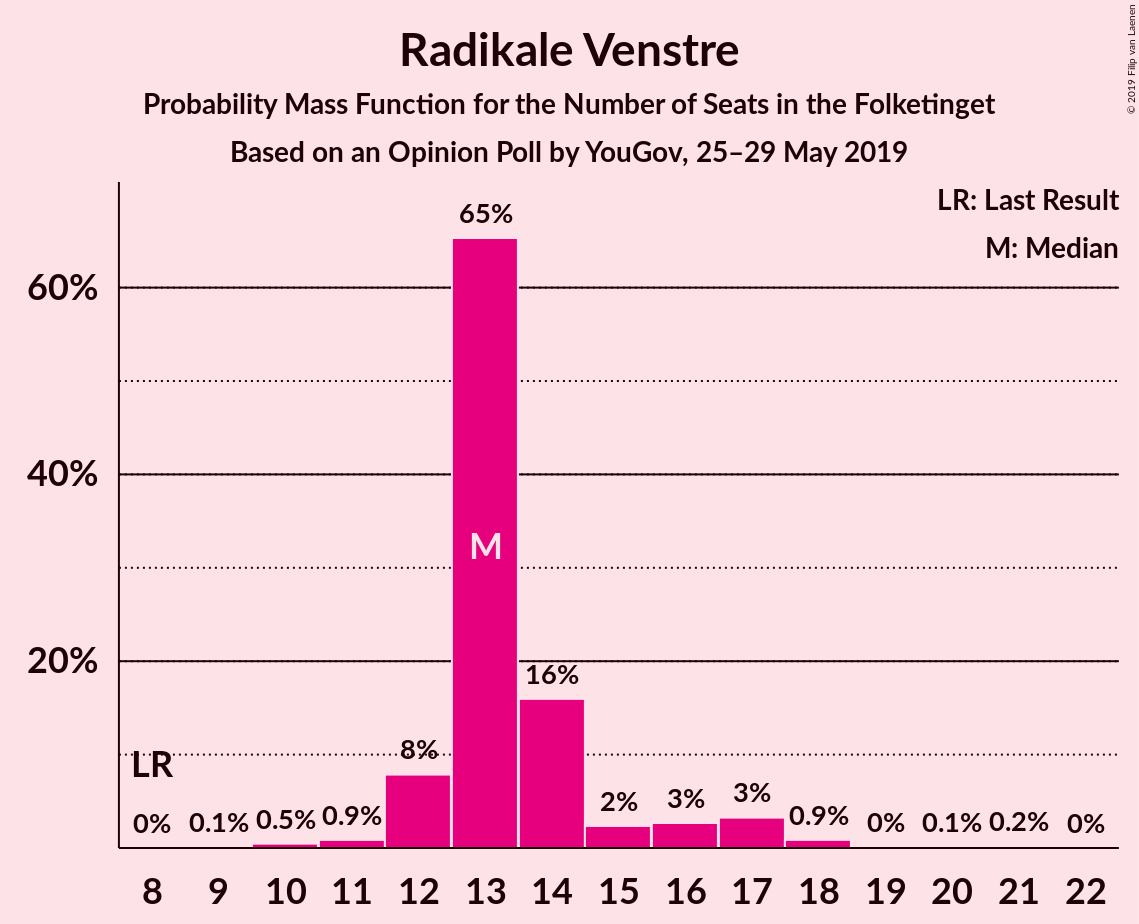 Radikale Venstre
Probability Mass Function for the Number of Seats in the Folketinget
Based on an Opinion Poll by YouGov, 25–29 May 2019
© 2019 Filip van Laenen
LR: Last Result
M: Median
65%
60%
M
40%
20%
16%
LR
8%
0%
0.1%
0.5%
0.9%
2%
3%
3%
0.9%
0%
0.1%
0.2%
0%
8 9 10 11 12 13 14 15 16 17 18 19 20 21 22